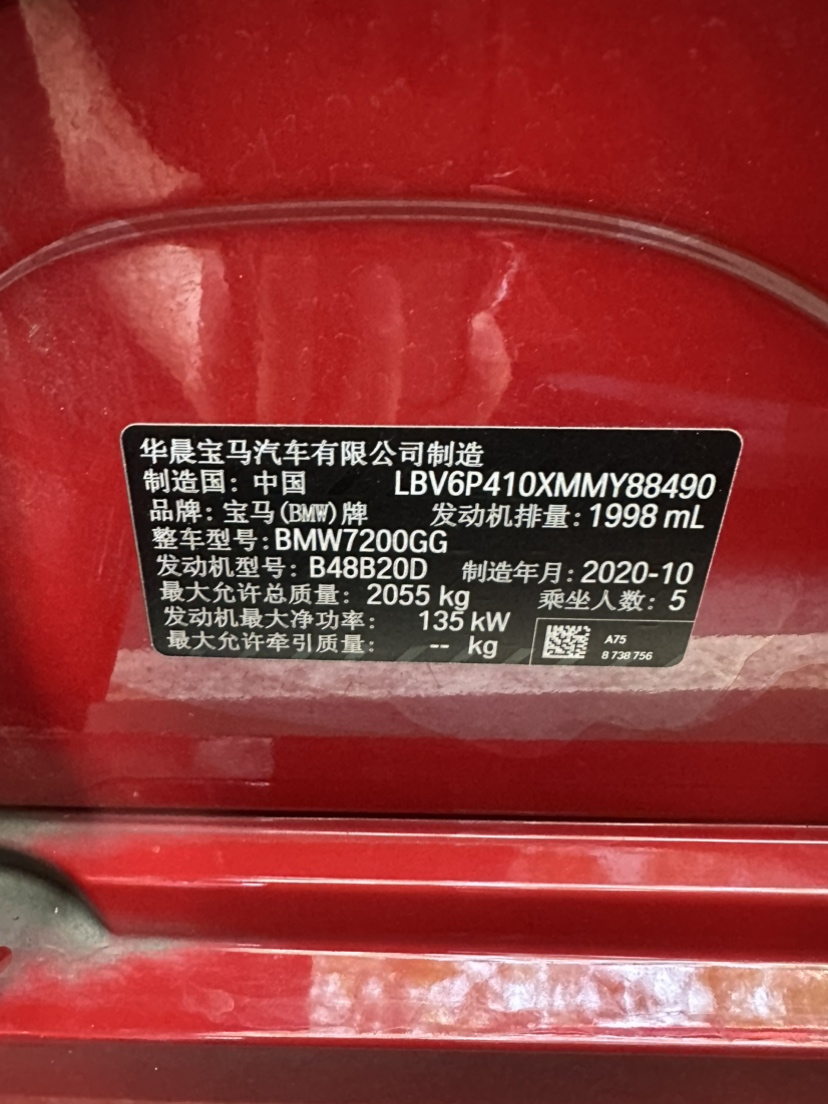 华晨宝马汽车有限公司制造
制造国：中国 LBV6P410XMMY88490
品牌：宝马(BMW)牌 发动机排量：1998 mL
整车型号：BMW7200GG
发动机型号：B48B20D 制造年月：2020-10
最大允许总质量：2055 kg 乘坐人数：5
发动机最大净功率：135 kW
最大允许牵引质量：-- kg
A75
8 738 756